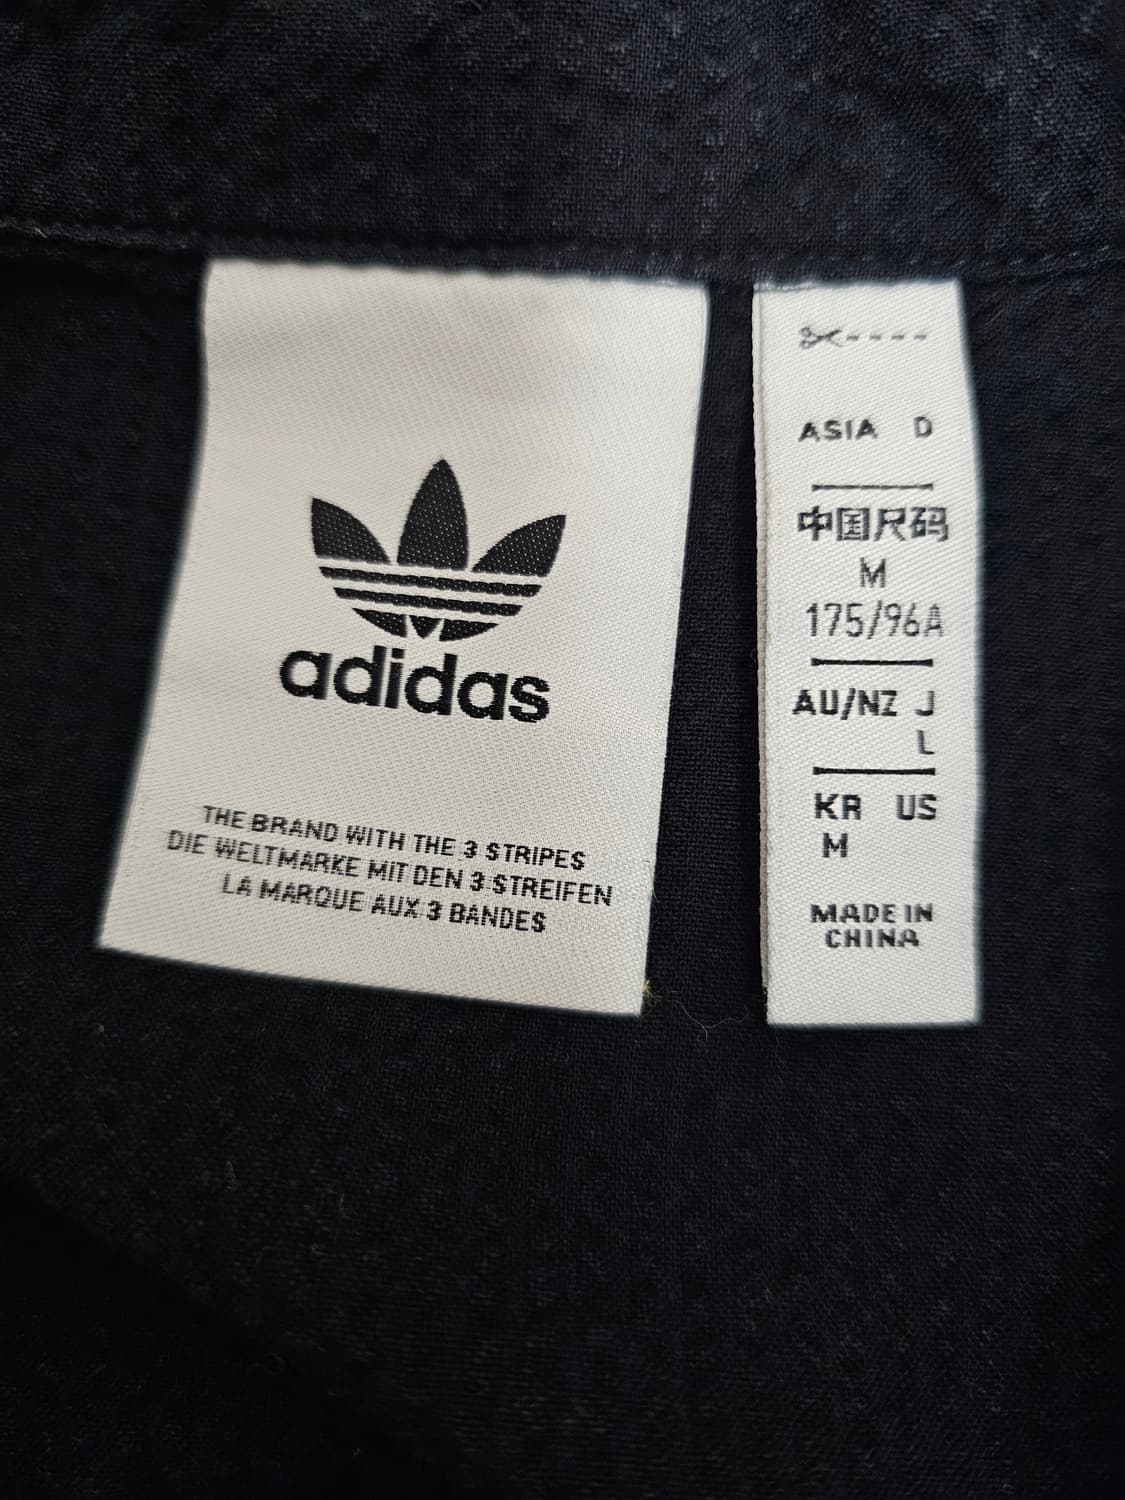 adidas
THE BRAND WITH THE 3 STRIPES
DIE WELTMARKE MIT DEN 3 STREIFEN
LA MARQUE AUX 3 BANDES
ASIA D
中国尺码
M
175/96A
AU/NZ J
L
KR US
M
MADE IN
CHINA